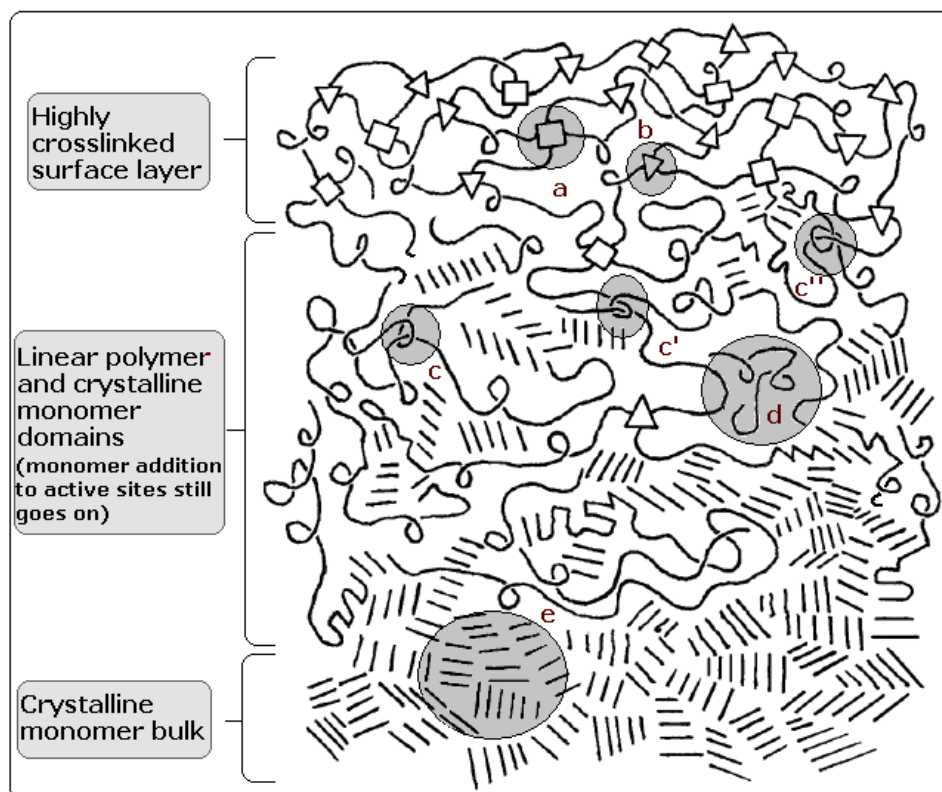 Highly
crosslinked
surface layer
a
b
c''
c'
c
d
Linear polymer
and crystalline
monomer
domains
(monomer addition
to active sites still
goes on)
e
Crystalline
monomer bulk